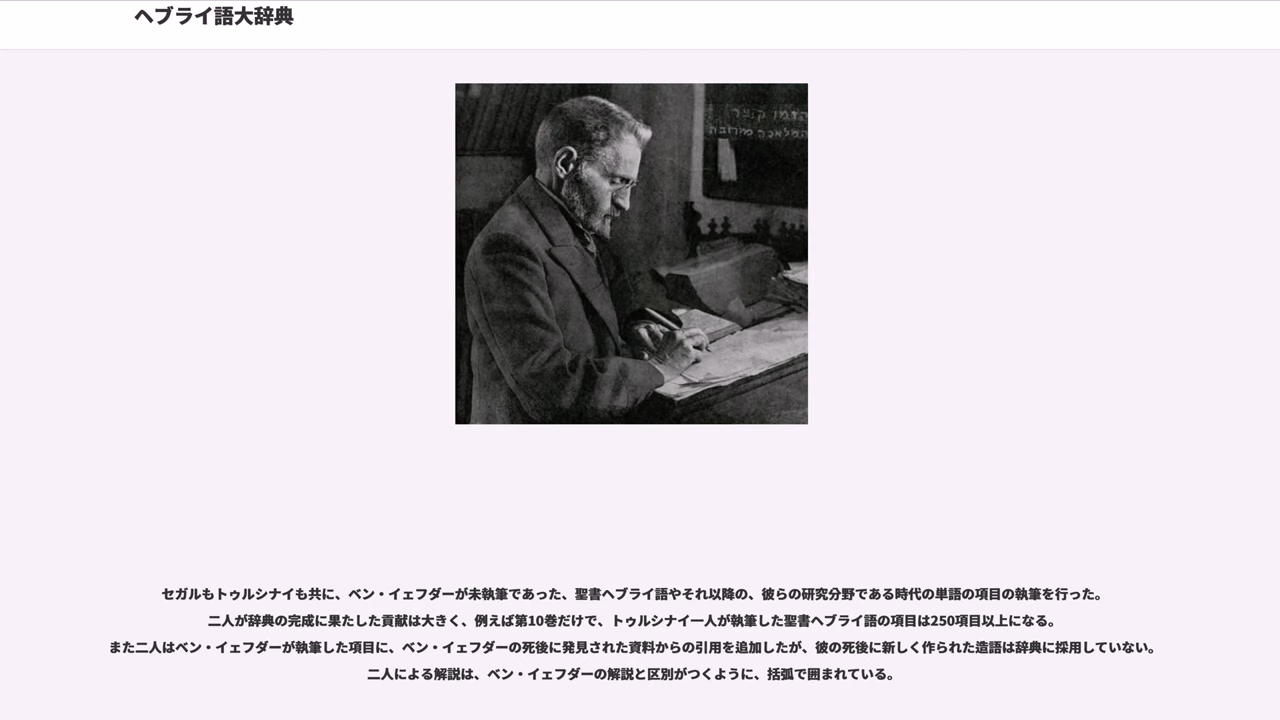 ヘブライ語大辞典
המלאכה מרובה
セガルもトゥルシナイも共に、ベン・イェフダーが未執筆であった、聖書ヘブライ語やそれ以降の、彼らの研究分野である時代の単語の項目の執筆を行った。
二人が辞典の完成に果たした貢献は大きく、例えば第10巻だけで、トゥルシナイ一人が執筆した聖書ヘブライ語の項目は250項目以上になる。
また二人はベン・イェフダーが執筆した項目に、ベン・イェフダーの死後に発見された資料からの引用を追加したが、彼の死後に新しく作られた造語は辞典に採用していない。
二人による解説は、ベン・イェフダーの解説と区別がつくように、括弧で囲まれている。